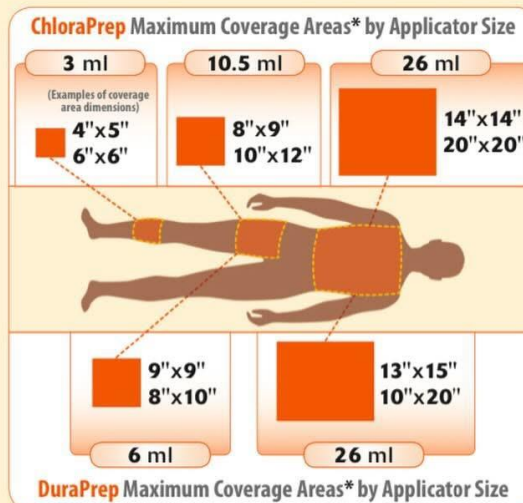 ChloraPrep Maximum Coverage Areas* by Applicator Size
3 ml
(Examples of coverage
area dimensions)
4"x5"
6"x6"
10.5 ml
8"x9"
10"x12"
26 ml
14"x14"
20"x20"
9"x9"
8"x10"
6 ml
13"x15"
10"x20"
26 ml
DuraPrep Maximum Coverage Areas* by Applicator Size